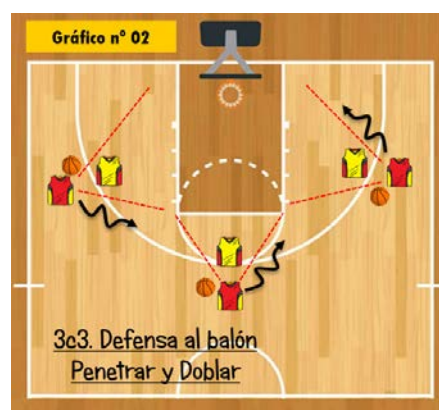 Gráfico nº 02
3c3. Defensa al balón
Penetrar y Doblar